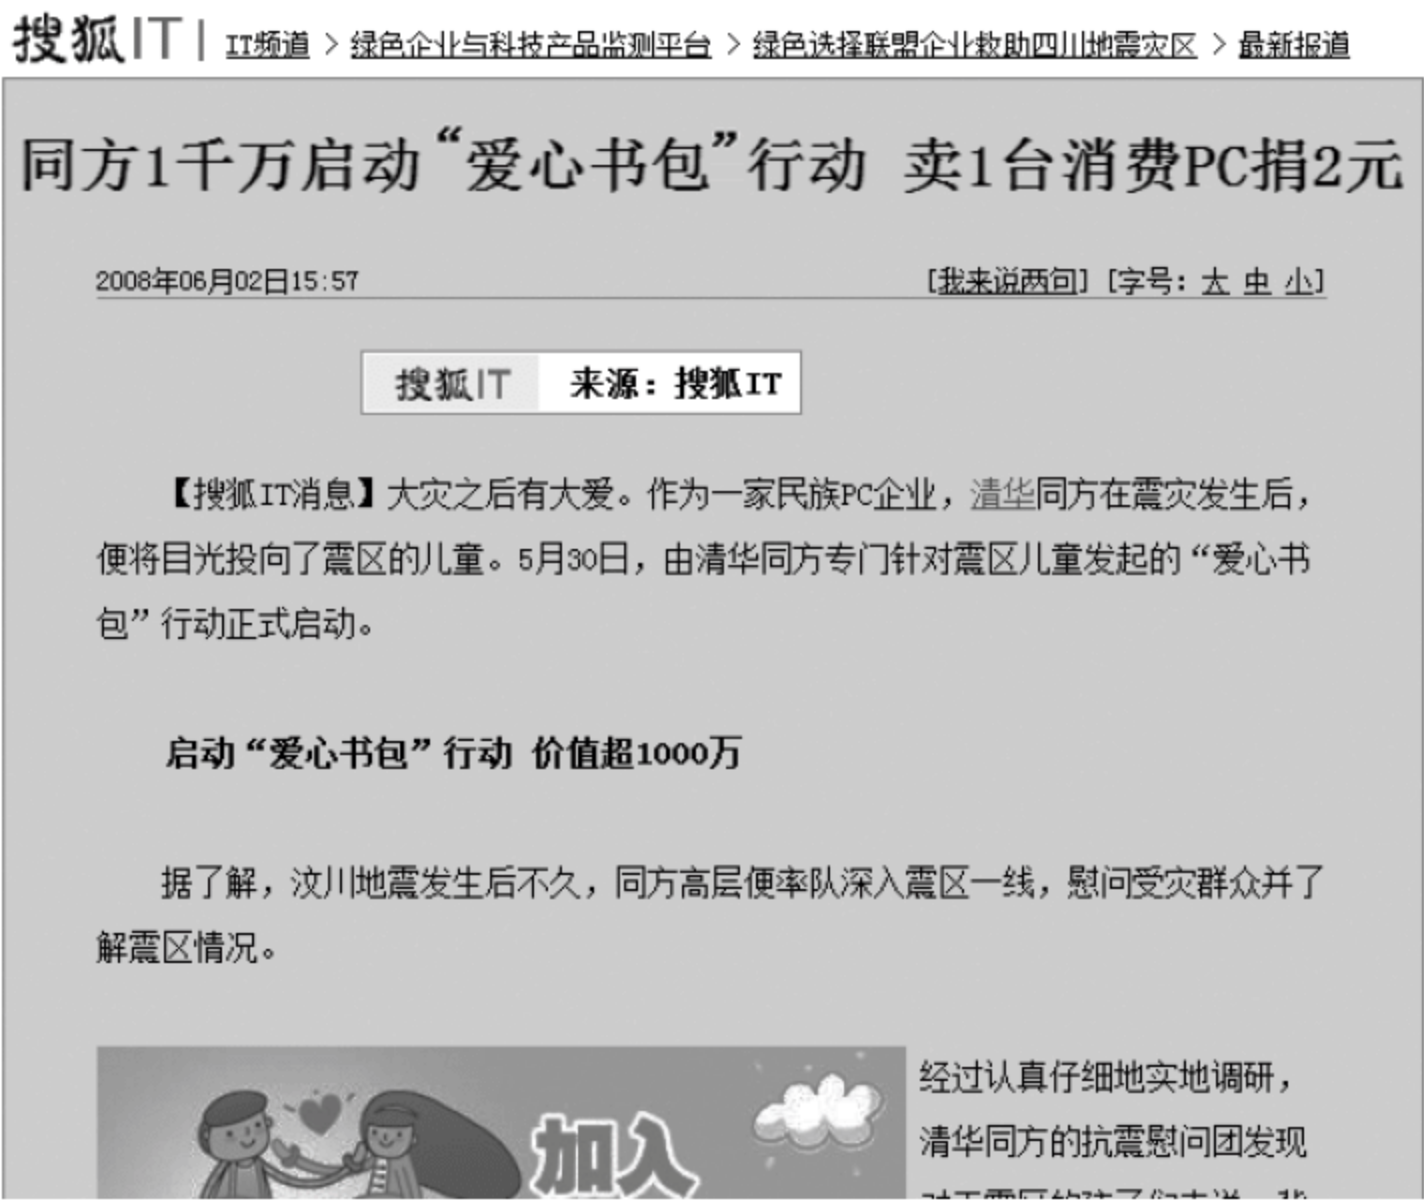 搜狐IT | IT频道 > 绿色企业与科技产品监测平台 > 绿色选择联盟企业救助四川地震灾区 > 最新报道
同方1千万启动“爱心书包”行动 卖1台消费PC捐2元
2008年06月02日15:57 [我来说两句] [字号：大 中 小]
搜狐IT 来源：搜狐IT
【搜狐IT消息】大灾之后有大爱。作为一家民族PC企业，清华同方在震灾发生后，
便将目光投向了震区的儿童。5月30日，由清华同方专门针对震区儿童发起的“爱心书
包”行动正式启动。
启动“爱心书包”行动 价值超1000万
据了解，汶川地震发生后不久，同方高层便率队深入震区一线，慰问受灾群众并了
解震区情况。
加入
经过认真仔细地实地调研，
清华同方的抗震慰问团发现